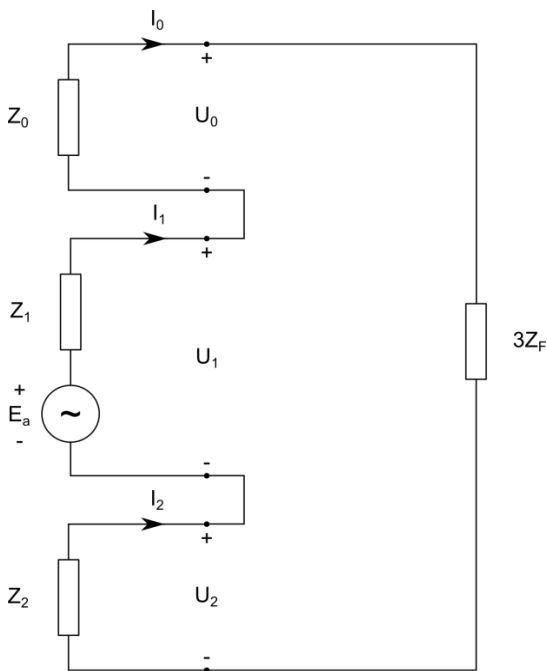 I₀
+
Z₀
U₀
-
I₁
+
Z₁
U₁
3Z_F
+
Eₐ
~
-
-
I₂
+
Z₂
U₂
-